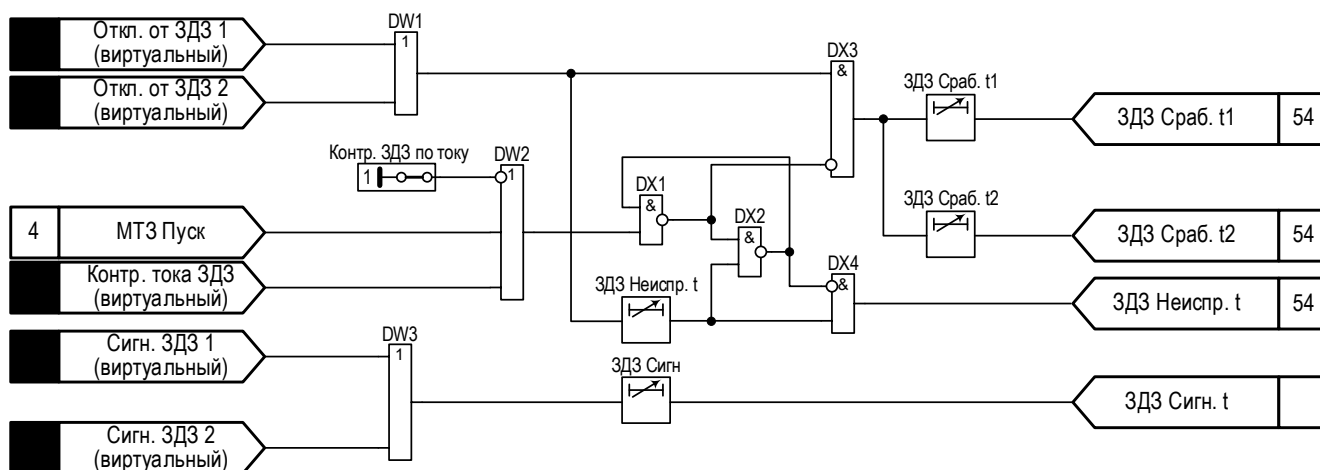 Откл. от ЗДЗ 1
(виртуальный)
DW1
1
Откл. от ЗДЗ 2
(виртуальный)
DX3
&
ЗДЗ Сраб. t1
ЗДЗ Сраб. t1
54
Контр. ЗДЗ по току
1
DW2
1
DX1
&
ЗДЗ Сраб. t2
4
МТЗ Пуск
DX2
&
ЗДЗ Сраб. t2
54
Контр. тока ЗДЗ
(виртуальный)
ЗДЗ Неиспр. t
DX4
&
ЗДЗ Неиспр. t
54
Сигн. ЗДЗ 1
(виртуальный)
DW3
1
ЗДЗ Сигн
ЗДЗ Сигн. t
Сигн. ЗДЗ 2
(виртуальный)